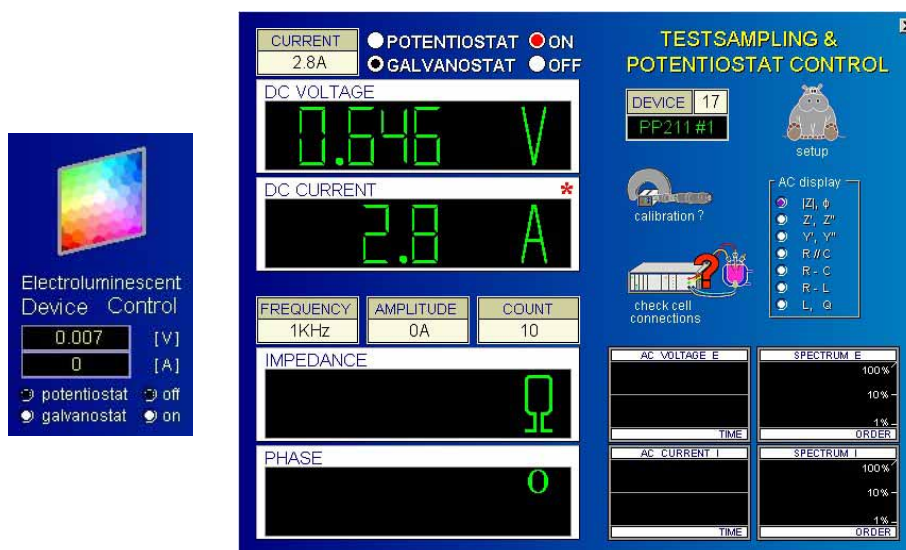 Electroluminescent
Device Control
0.007 [V]
0 [A]
potentiostat off
galvanostat on
CURRENT
2.8A
POTENTIOSTAT ON
GALVANOSTAT OFF
DC VOLTAGE
0.646 V
DC CURRENT *
2.8 A
FREQUENCY AMPLITUDE COUNT
1KHz 0A 10
IMPEDANCE
Ω
PHASE
o
TESTSAMPLING &
POTENTIOSTAT CONTROL
DEVICE 17
PP211 #1
setup
calibration ?
?
check cell
connections
AC display
|Z|, φ
Z', Z"
Y', Y"
R//C
R - C
R - L
L, Q
AC VOLTAGE E
TIME
SPECTRUM E
100%
10%
1%
ORDER
AC CURRENT I
TIME
SPECTRUM I
100%
10%
1%
ORDER